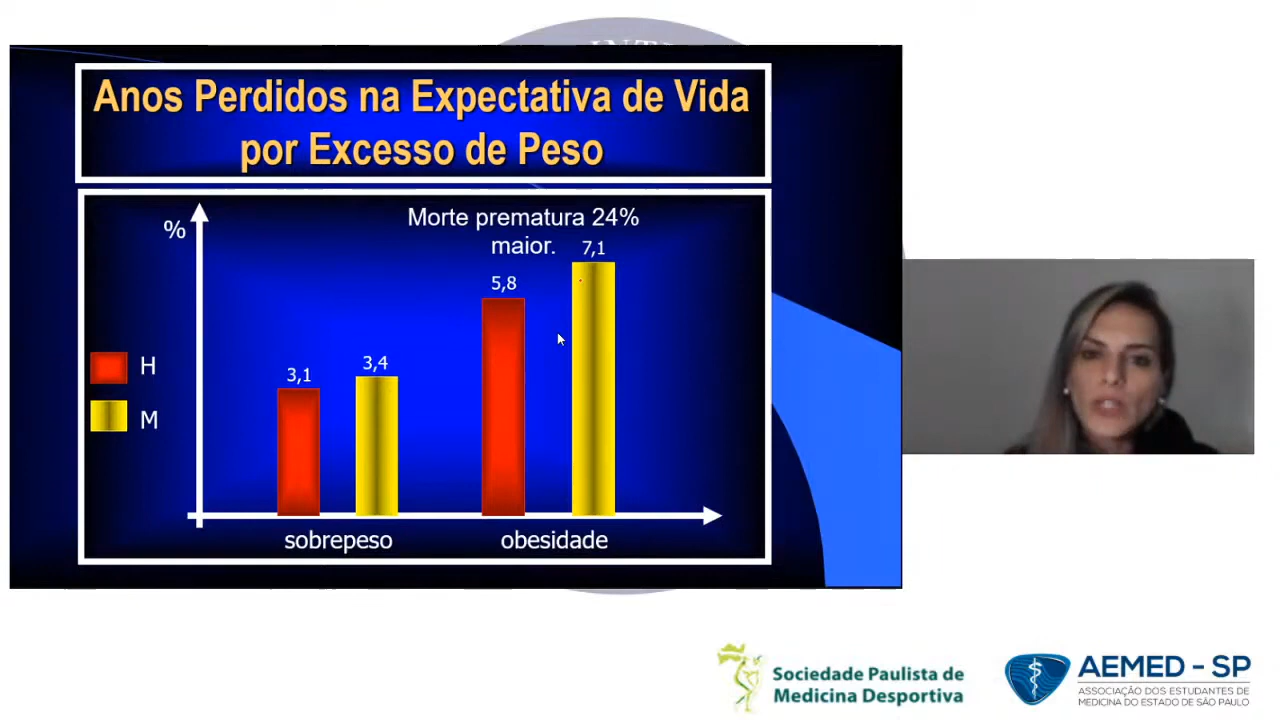 Anos Perdidos na Expectativa de Vida
por Excesso de Peso
%
Morte prematura 24%
maior.
7,1
5,8
3,4
3,1
H
M
sobrepeso
obesidade
Sociedade Paulista de
Medicina Desportiva
AEMED - SP
ASSOCIAÇÃO DOS ESTUDANTES DE
MEDICINA DO ESTADO DE SÃO PAULO